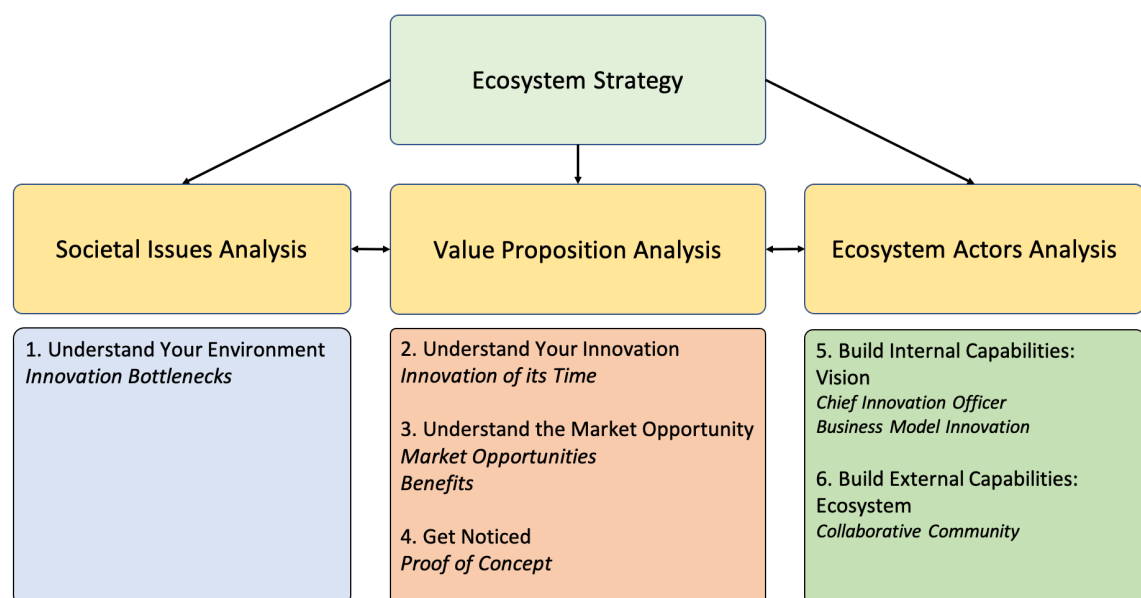 Ecosystem Strategy
Societal Issues Analysis
Value Proposition Analysis
Ecosystem Actors Analysis
1. Understand Your Environment
Innovation Bottlenecks
2. Understand Your Innovation
Innovation of its Time
3. Understand the Market Opportunity
Market Opportunities
Benefits
4. Get Noticed
Proof of Concept
5. Build Internal Capabilities:
Vision
Chief Innovation Officer
Business Model Innovation
6. Build External Capabilities:
Ecosystem
Collaborative Community